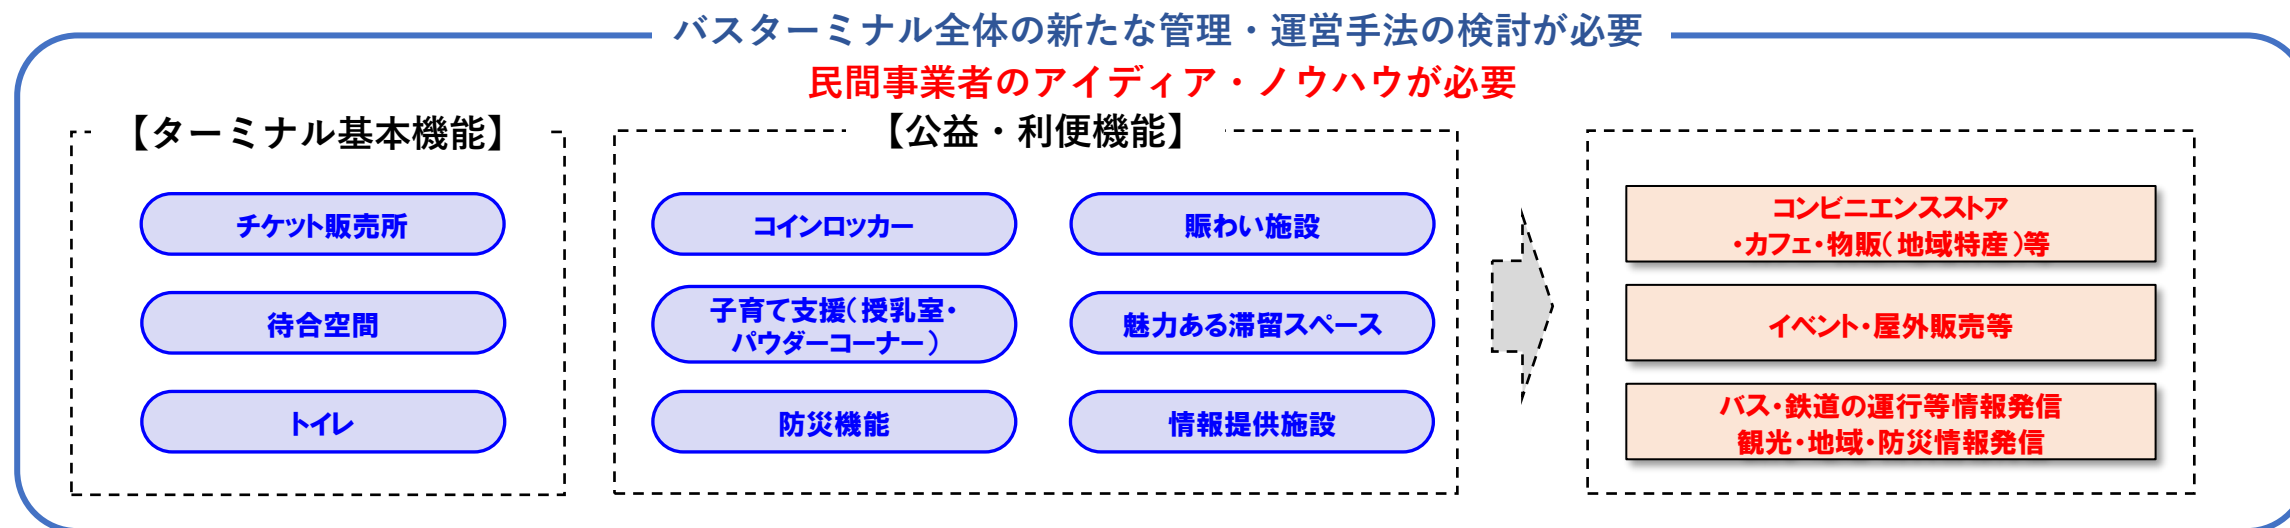 バスターミナル全体の新たな管理・運営手法の検討が必要
民間事業者のアイディア・ノウハウが必要
【ターミナル基本機能】
チケット販売所
待合空間
トイレ
【公益・利便機能】
コインロッカー
賑わい施設
子育て支援(授乳室・
パウダーコーナー)
魅力ある滞留スペース
防災機能
情報提供施設
コンビニエンスストア
・カフェ・物販(地域特産)等
イベント・屋外販売等
バス・鉄道の運行等情報発信
観光・地域・防災情報発信